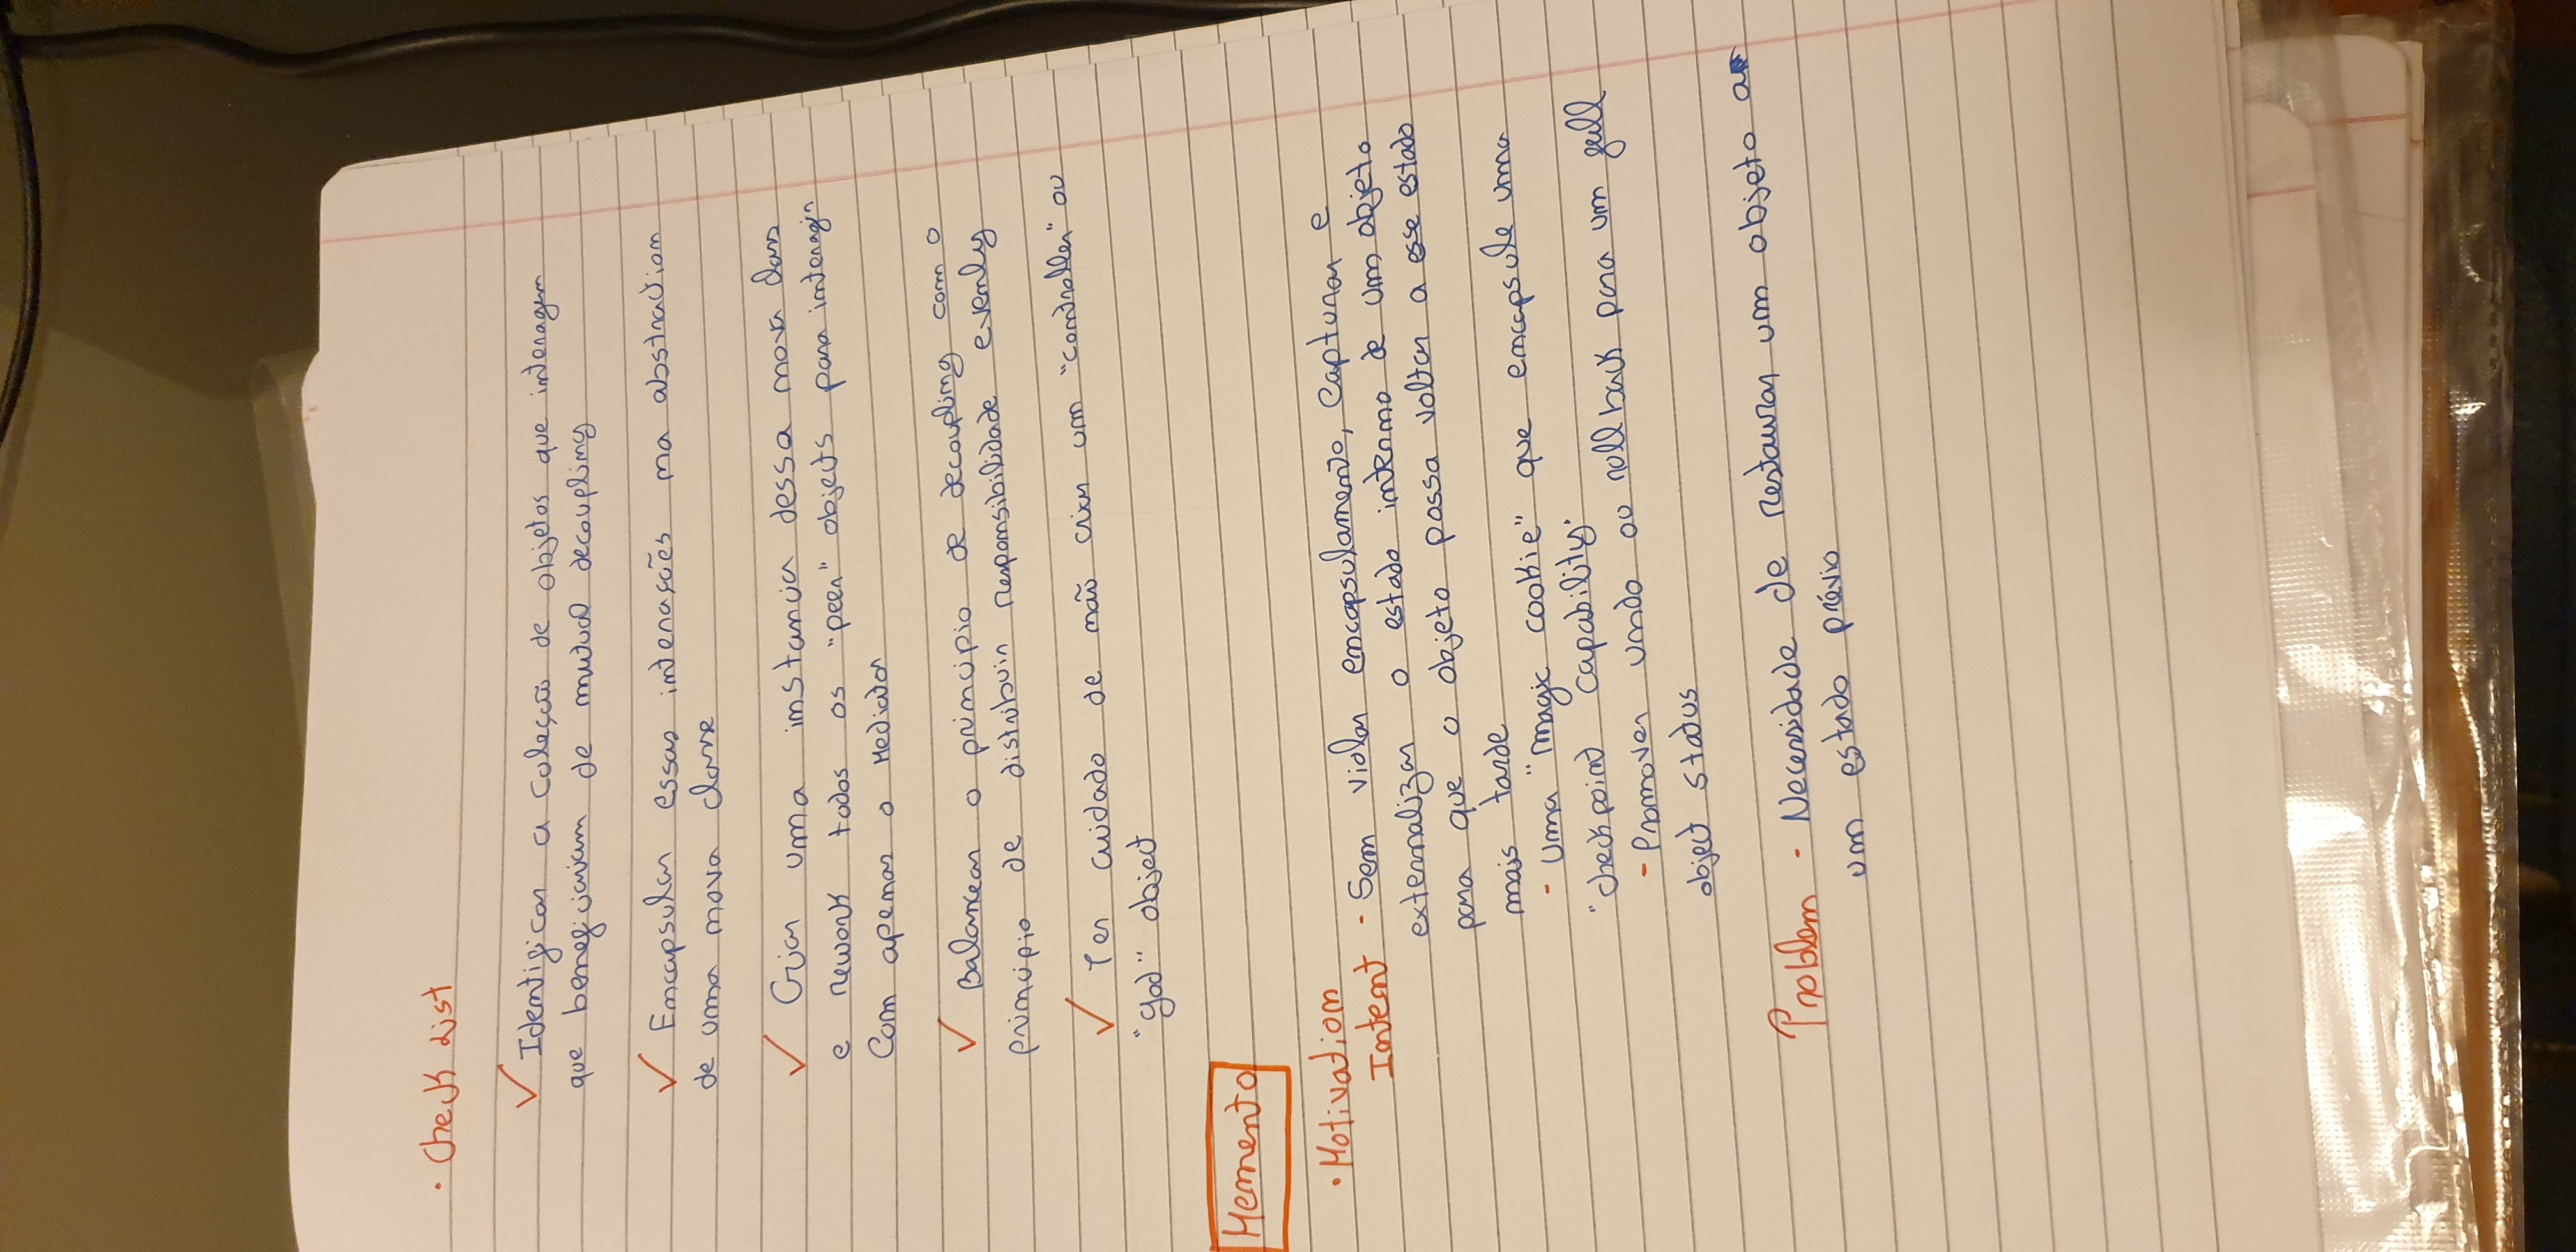 • Check List
✓ Identificar a coleção de objetos que interagem
que beneficiariam de mutual decoupling
✓ Encapsular essas interações na abstraction
de uma nova classe
✓ Criar uma instancia dessa nova class
e rework todos os "peer" objects para interagir
com apenas o Mediator
✓ Balancear o principio de decoupling com o
principio de distribuir responsibilidade evenly
✓ Ter cuidado de não criar um "controller" ou
"god" object
Memento
• Motivation
Intent - Sem violar encapsulamento, capturar e
externalizar o estado interno de um objeto
para que o objeto possa voltar a esse estado
mais tarde
- Uma "magic cookie" que encapsule uma
"check point capability"
- Promover undo ou rollback para um full
object status
Problem - Necessidade de restaurar um objeto a
um estado prévio